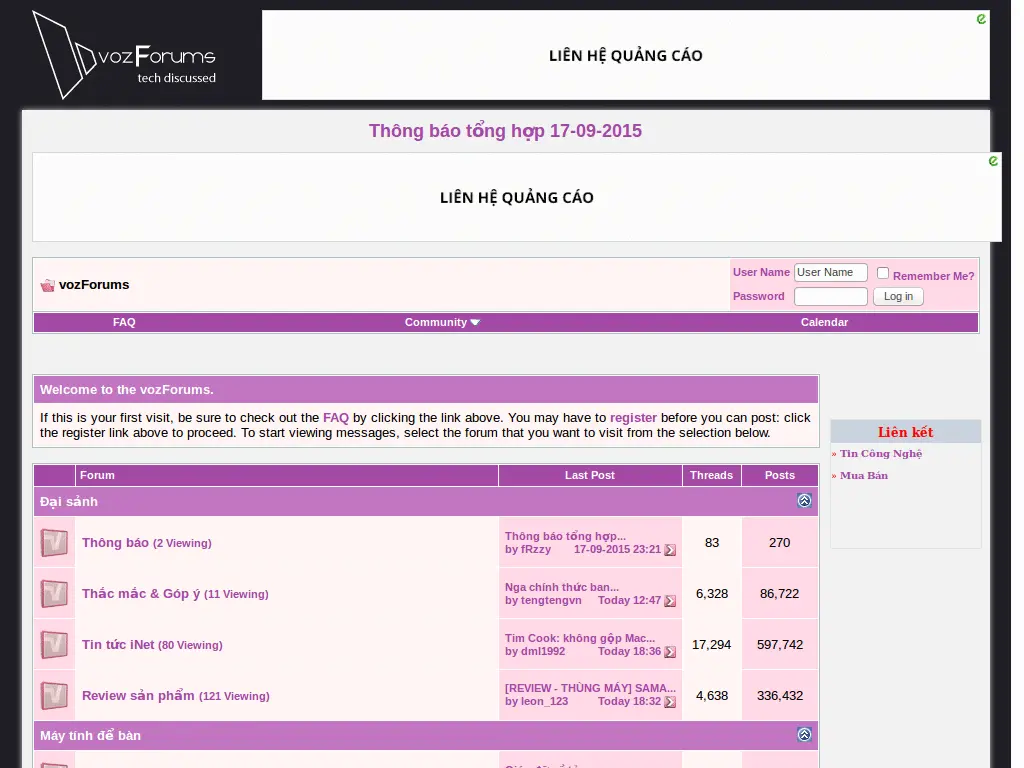 vozForums
tech discussed
LIÊN HỆ QUẢNG CÁO
Thông báo tổng hợp 17-09-2015
LIÊN HỆ QUẢNG CÁO
vozForums
User Name User Name Remember Me?
Password Log in
FAQ Community Calendar
Welcome to the vozForums.
If this is your first visit, be sure to check out the FAQ by clicking the link above. You may have to register before you can post: click
the register link above to proceed. To start viewing messages, select the forum that you want to visit from the selection below.
Liên kết
» Tin Công Nghệ
» Mua Bán
Forum Last Post Threads Posts
Đại sảnh
Thông báo (2 Viewing)
Thông báo tổng hợp...
by fRzzy 17-09-2015 23:21
83 270
Thắc mắc & Góp ý (11 Viewing)
Nga chính thức ban...
by tengtengvn Today 12:47
6,328 86,722
Tin tức iNet (80 Viewing)
Tim Cook: không gộp Mac...
by dml1992 Today 18:36
17,294 597,742
Review sản phẩm (121 Viewing)
[REVIEW - THÙNG MÁY] SAMA...
by leon_123 Today 18:32
4,638 336,432
Máy tính để bàn